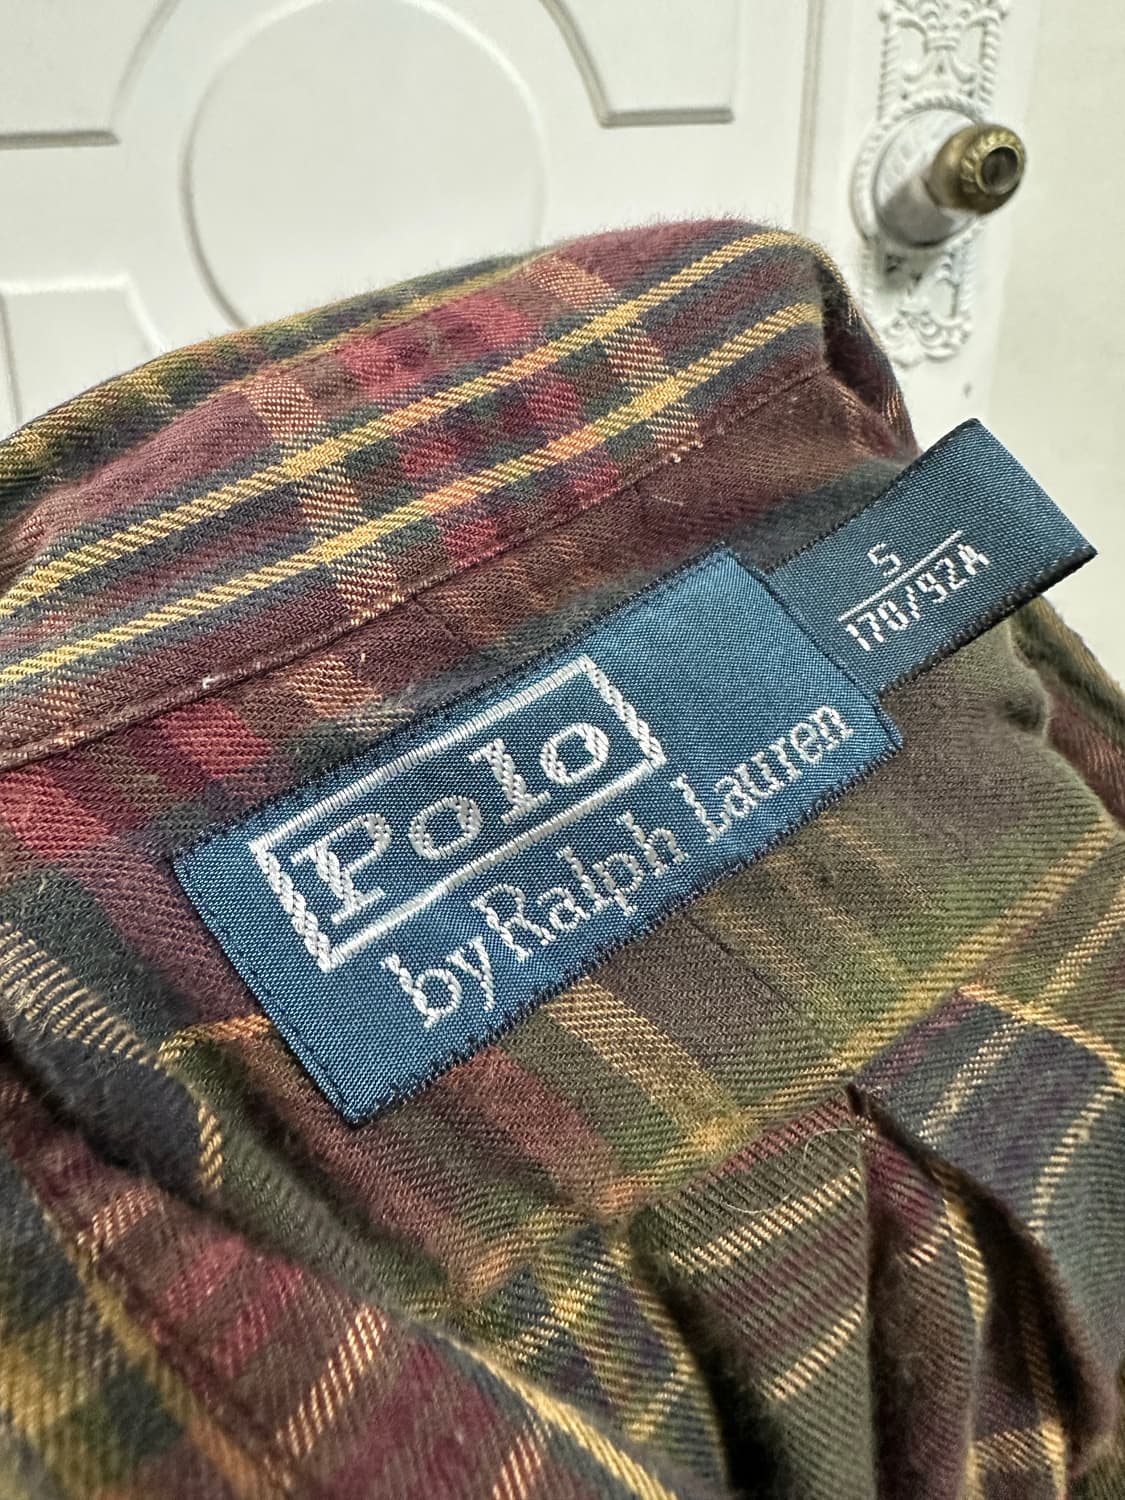 Polo
by Ralph Lauren
S
170/92A